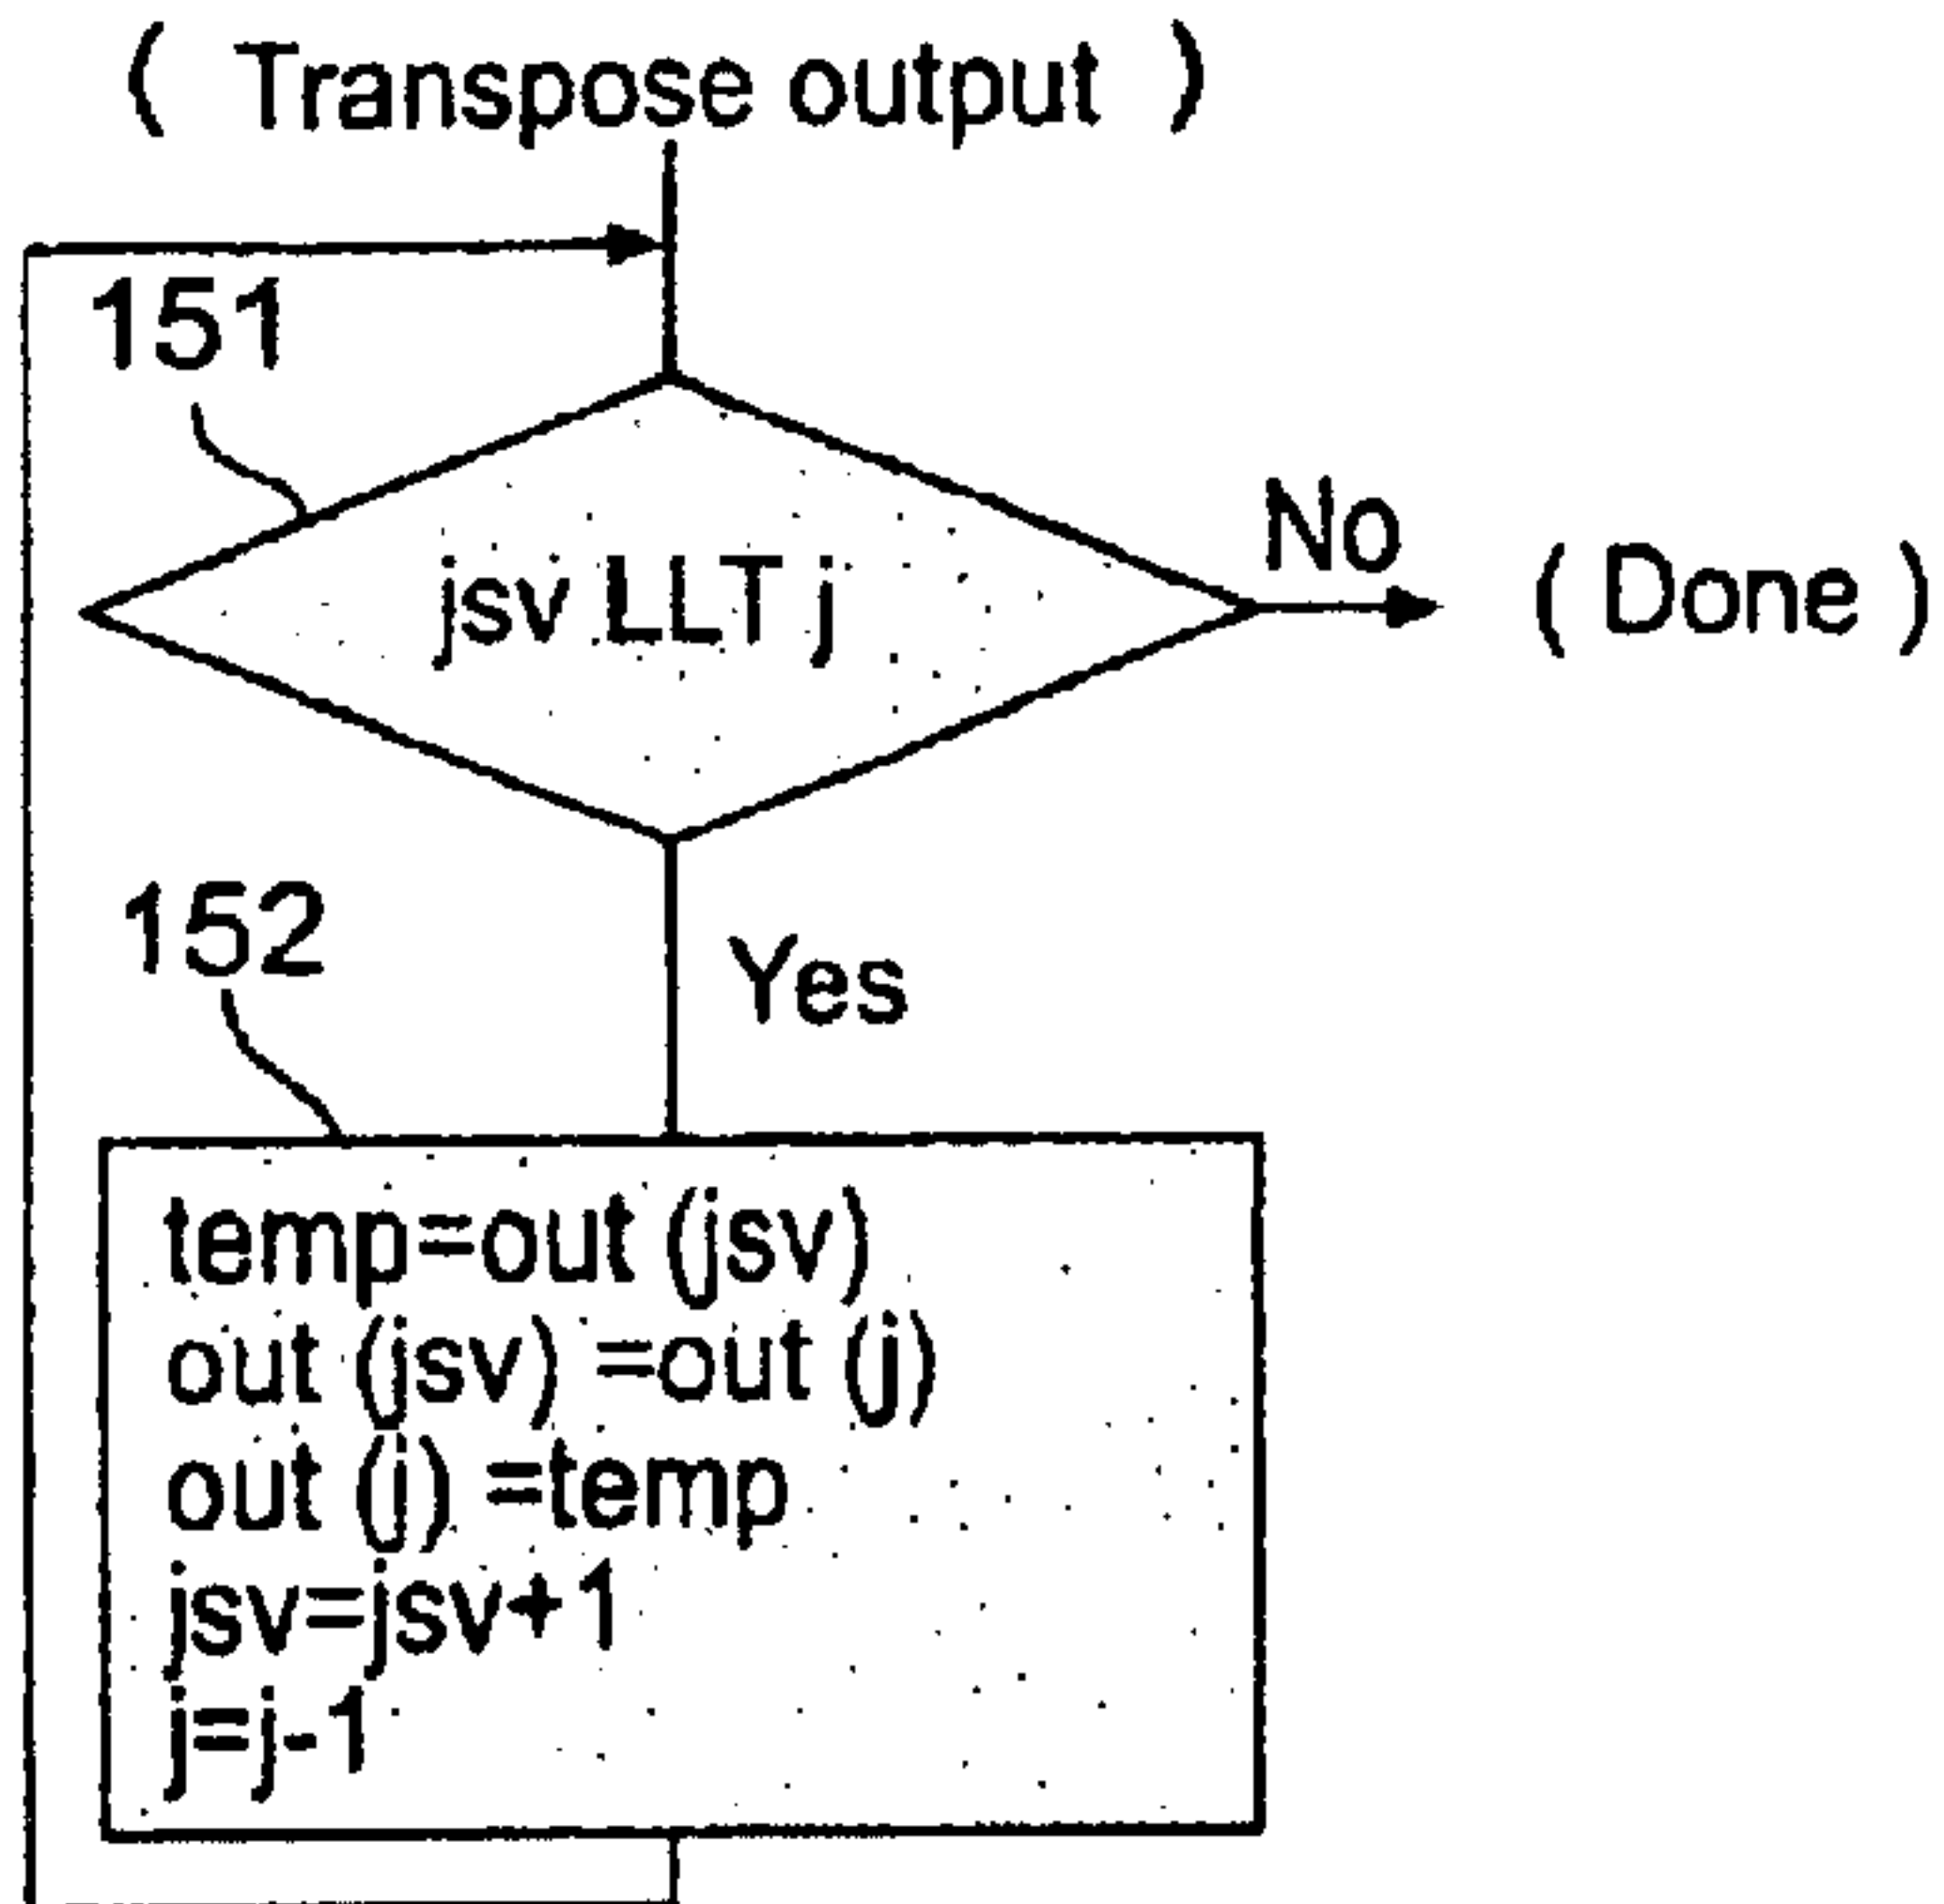 ( Transpose output )
151
jsv LLT j
No
( Done )
152
Yes
temp=out (jsv)
out (jsv) =out (j)
out (j) =temp
jsv=jsv+1
j=j-1